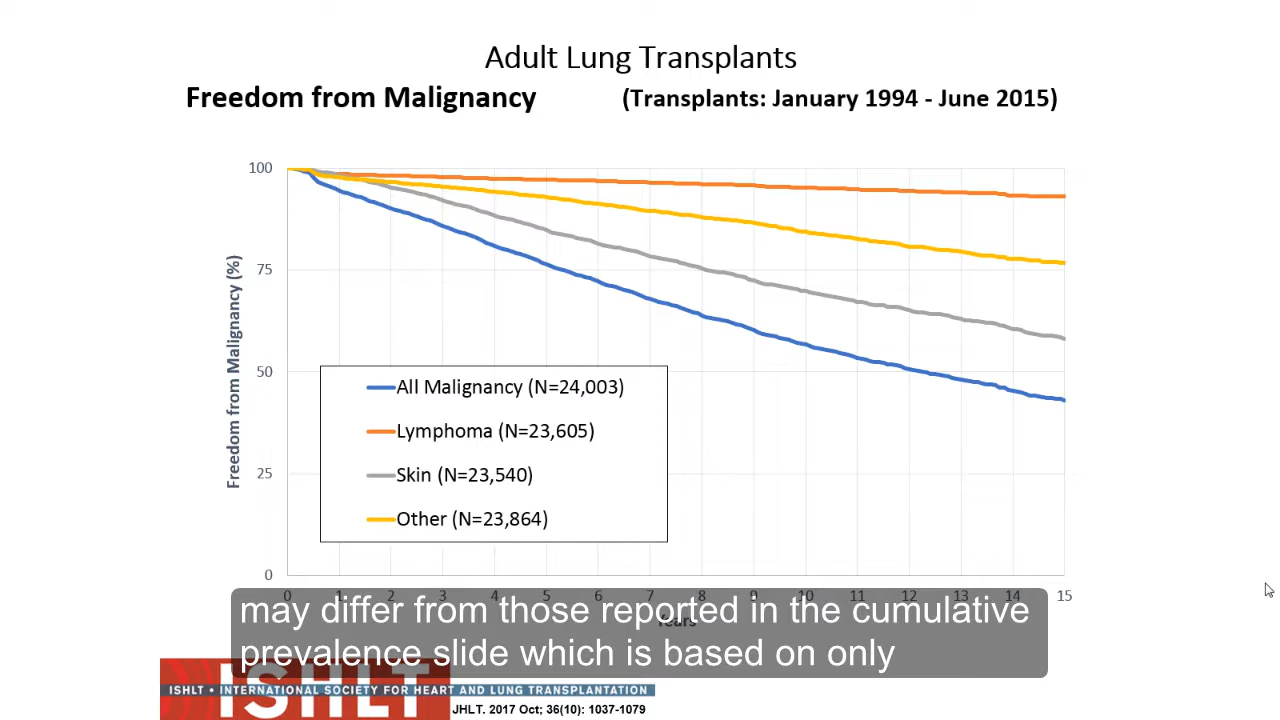 Adult Lung Transplants
Freedom from Malignancy (Transplants: January 1994 - June 2015)
Freedom from Malignancy (%)
100
75
50
25
0
All Malignancy (N=24,003)
Lymphoma (N=23,605)
Skin (N=23,540)
Other (N=23,864)
0 1 2 3 4 5 6 7 8 9 10 11 12 13 14 15
Years
may differ from those reported in the cumulative
prevalence slide which is based on only
ISHLT
ISHLT • INTERNATIONAL SOCIETY FOR HEART AND LUNG TRANSPLANTATION
JHLT. 2017 Oct; 36(10): 1037-1079